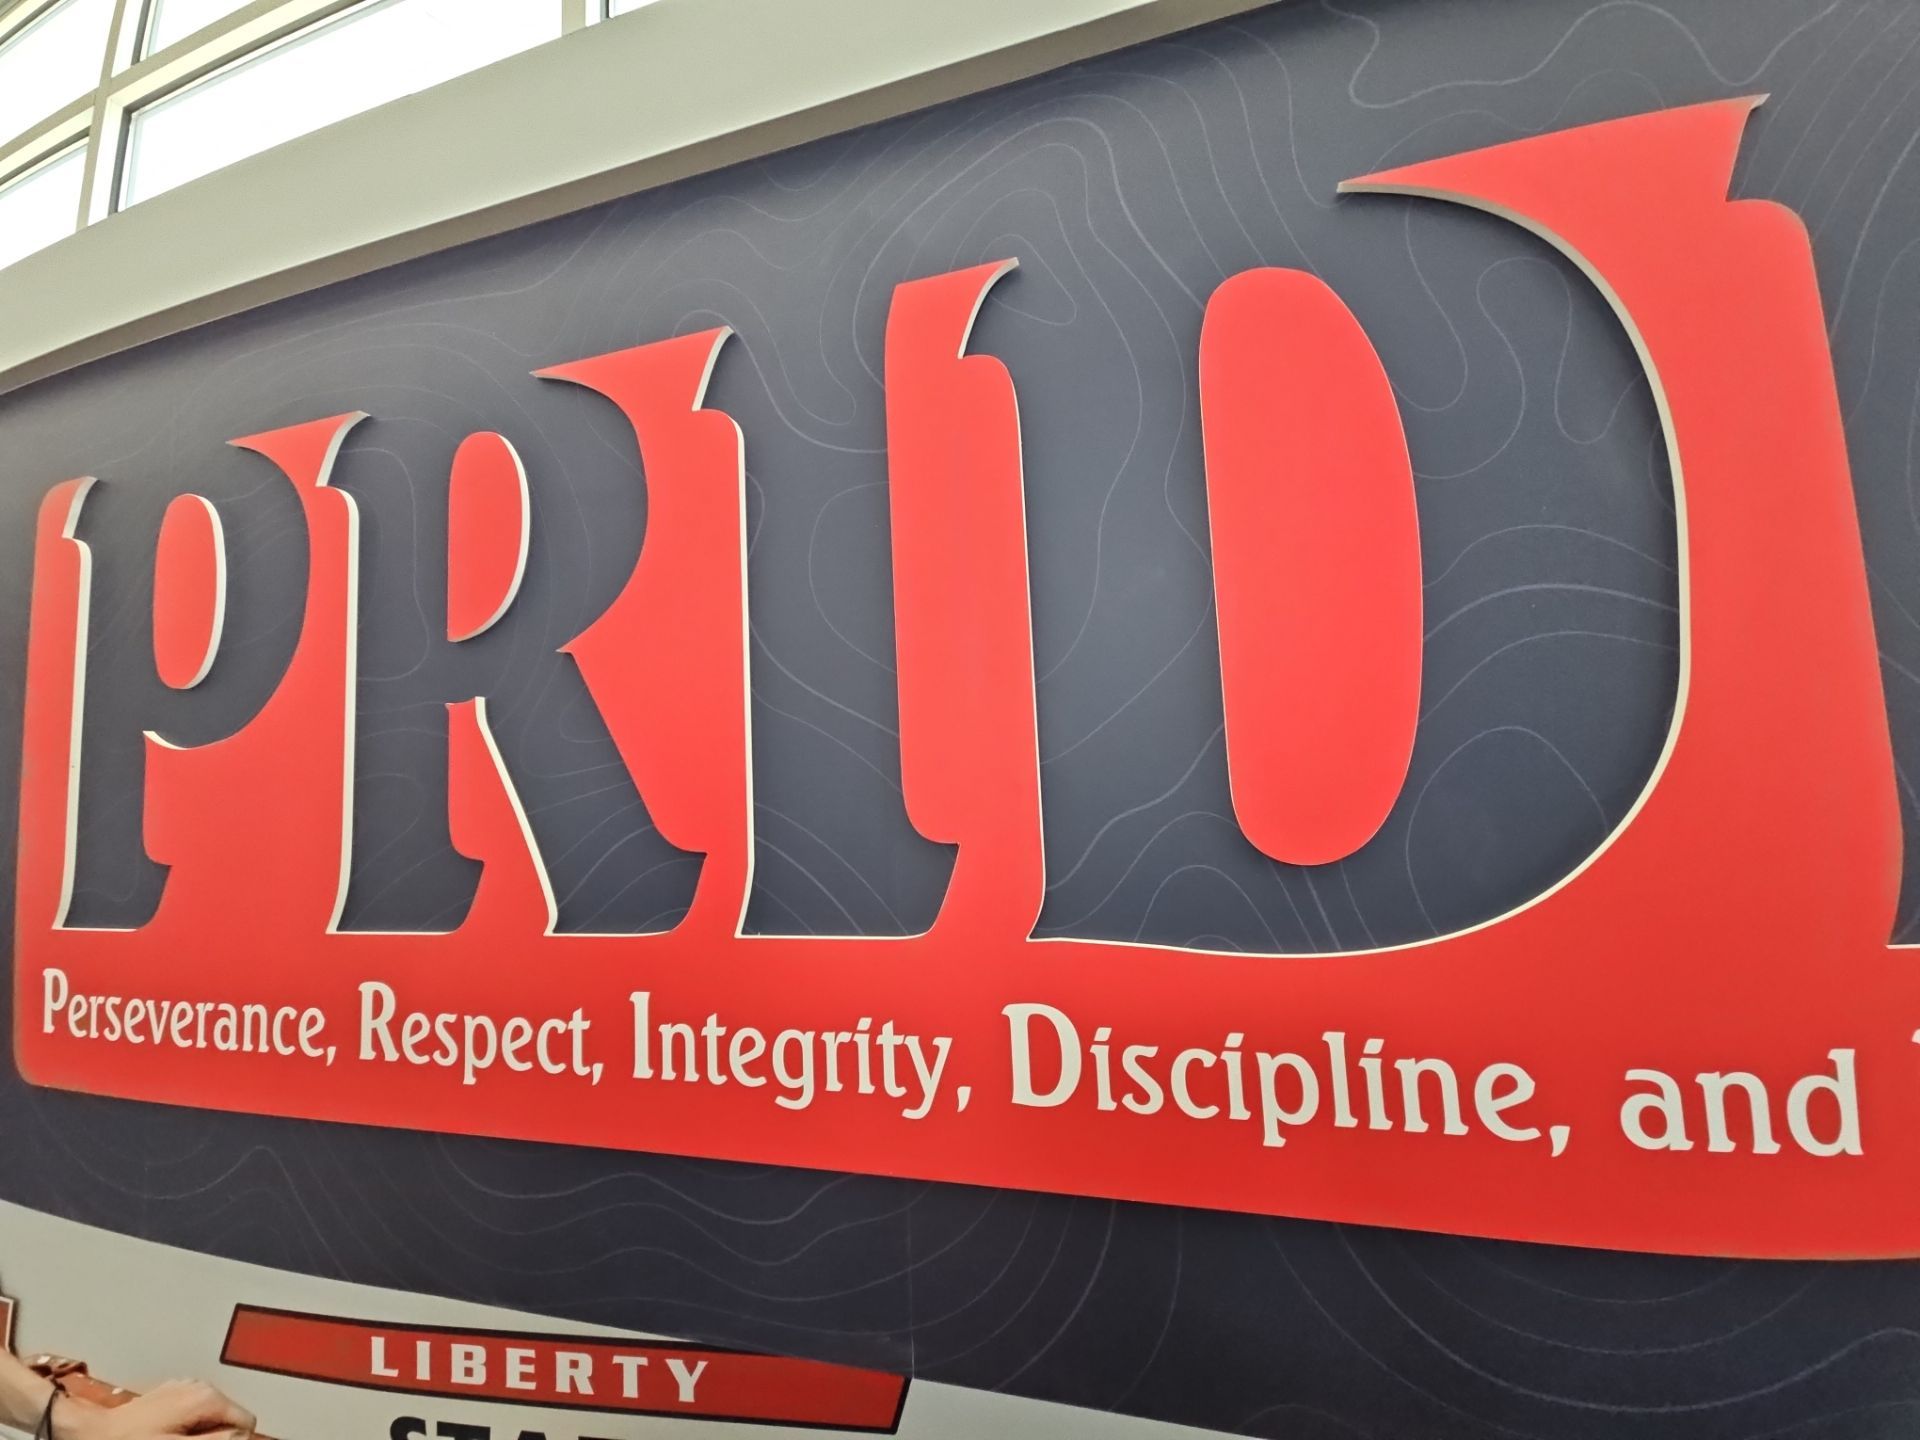 PRID
Perseverance, Respect, Integrity, Discipline, and
LIBERTY